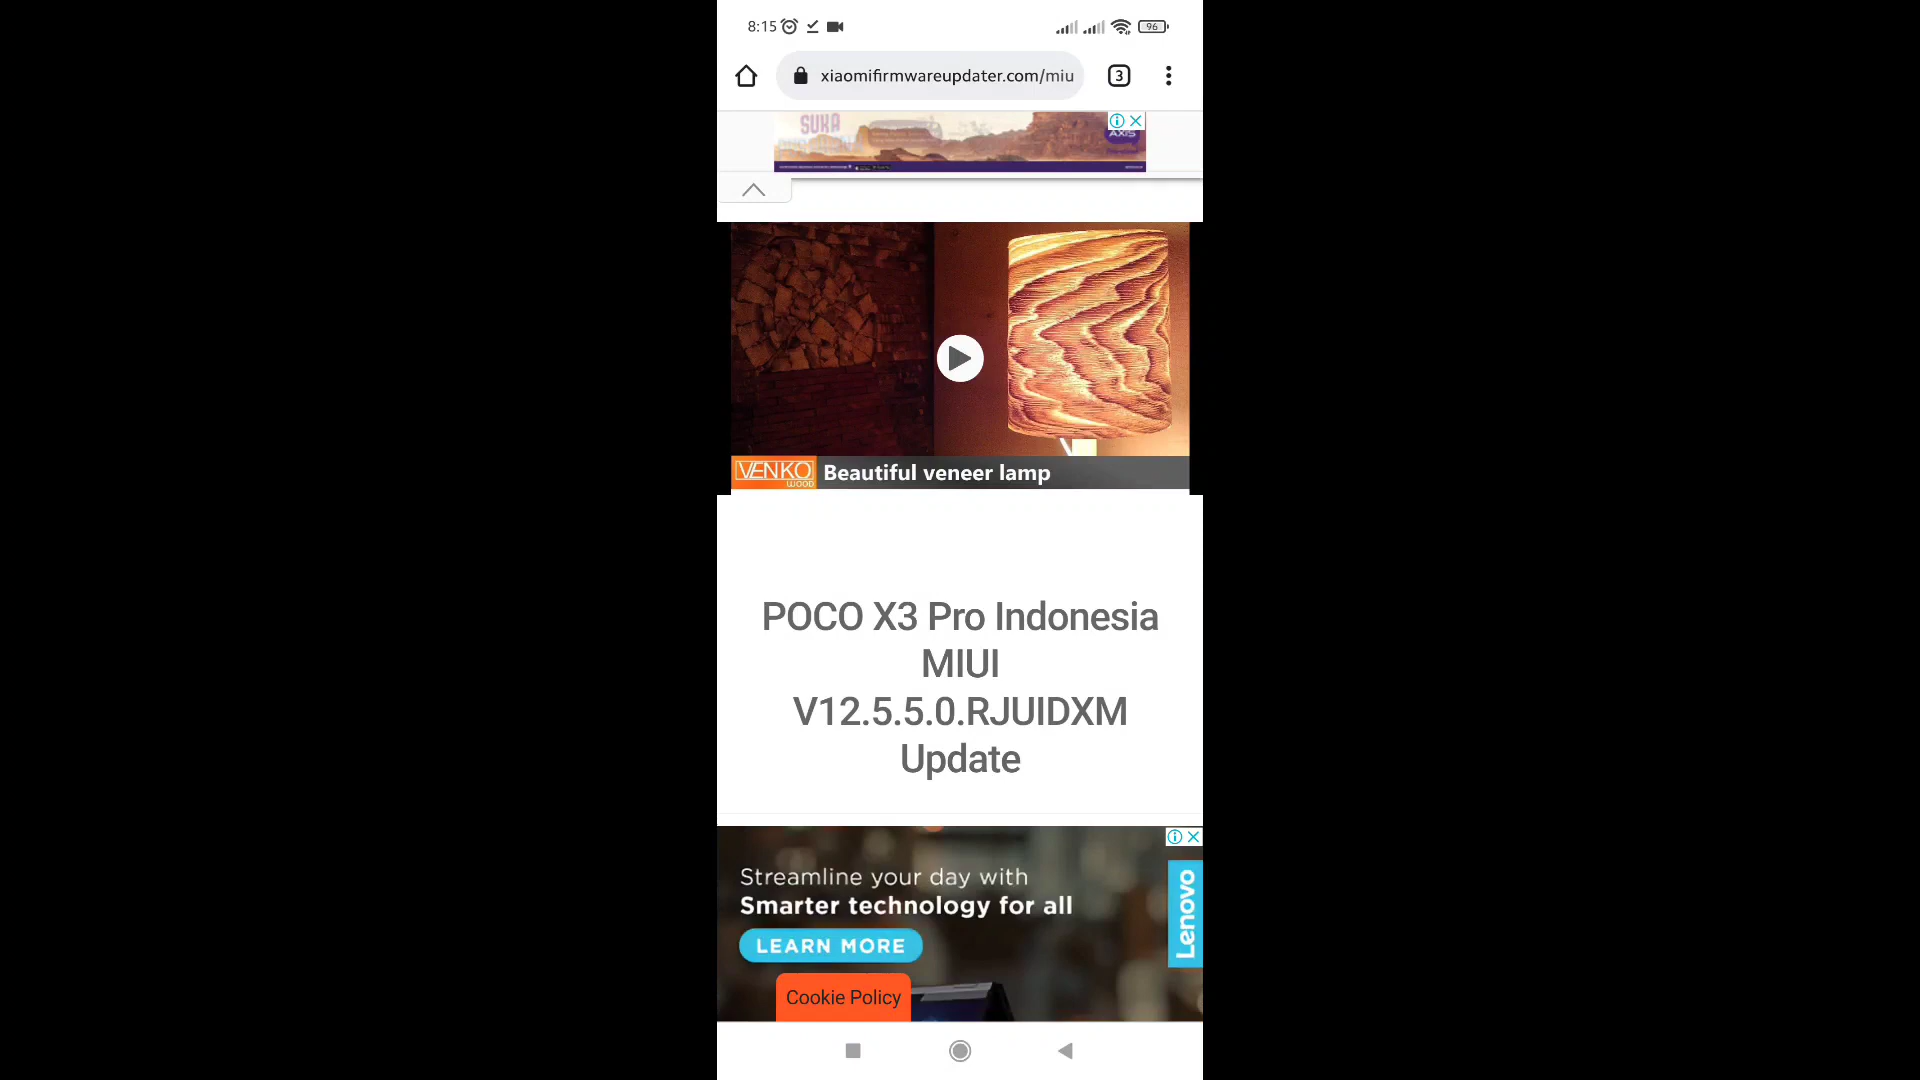 8:15
96
xiaomifirmwareupdater.com/miu
3
SUKA
AXIS
VENKO
WOOD
Beautiful veneer lamp
POCO X3 Pro Indonesia
MIUI
V12.5.5.0.RJUIDXM
Update
Streamline your day with
Smarter technology for all
LEARN MORE
Lenovo
Cookie Policy